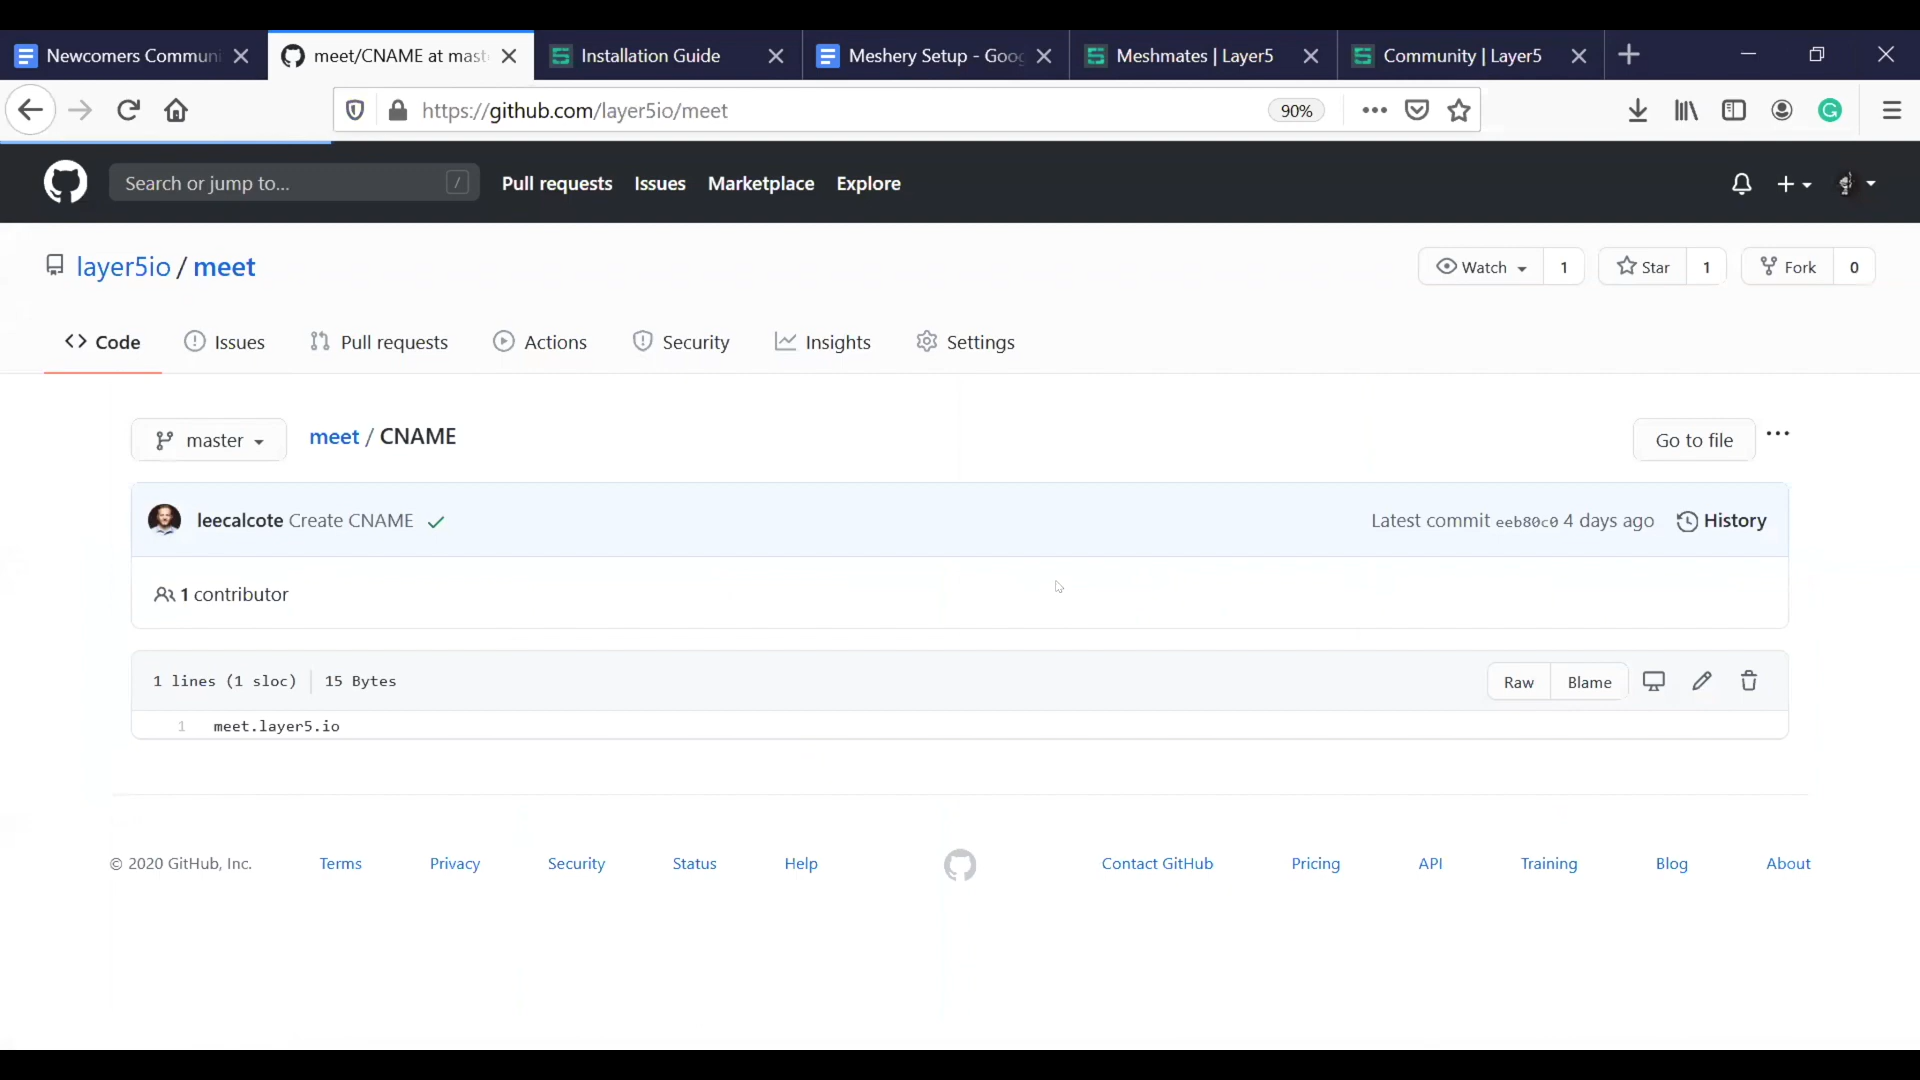 Newcomers Commun
meet/CNAME at mast
Installation Guide
Meshery Setup - Goo
Meshmates | Layer5
Community | Layer5
https://github.com/layer5io/meet
90%
Search or jump to...
/
Pull requests
Issues
Marketplace
Explore
layer5io / meet
Watch
1
Star
1
Fork
0
Code
Issues
Pull requests
Actions
Security
Insights
Settings
master
meet / CNAME
Go to file
leecalcote Create CNAME
Latest commit eeb80c0 4 days ago
History
1 contributor
1 lines (1 sloc)
15 Bytes
Raw
Blame
1 meet.layer5.io
© 2020 GitHub, Inc.
Terms
Privacy
Security
Status
Help
Contact GitHub
Pricing
API
Training
Blog
About